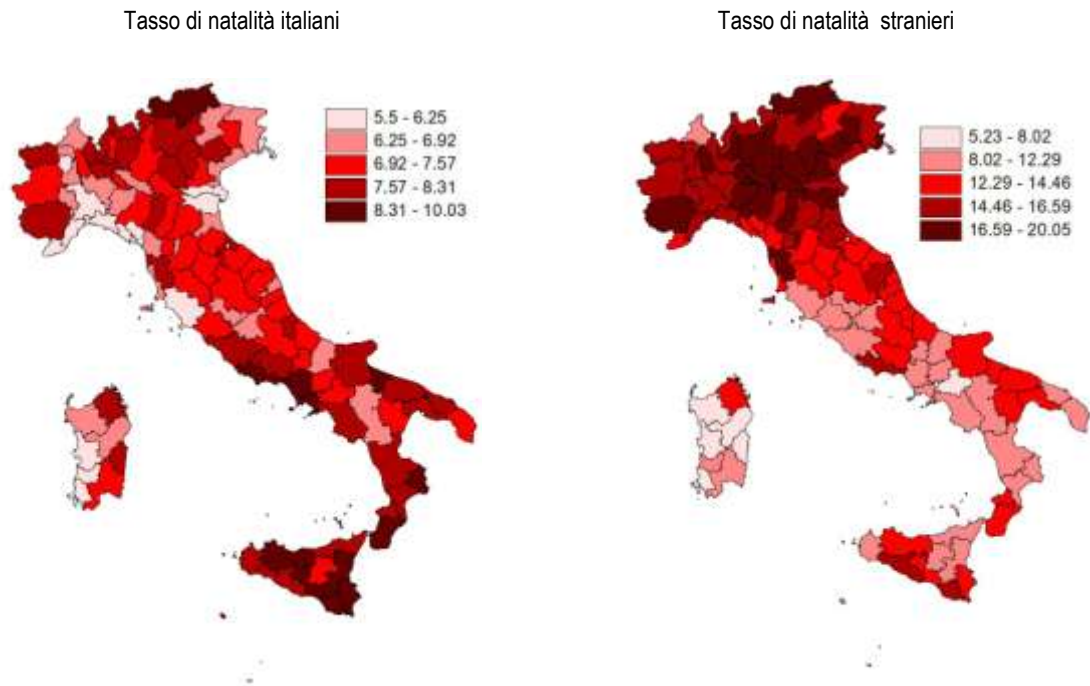 Tasso di natalità italiani
Tasso di natalità stranieri
5.5 - 6.25
6.25 - 6.92
6.92 - 7.57
7.57 - 8.31
8.31 - 10.03
5.23 - 8.02
8.02 - 12.29
12.29 - 14.46
14.46 - 16.59
16.59 - 20.05